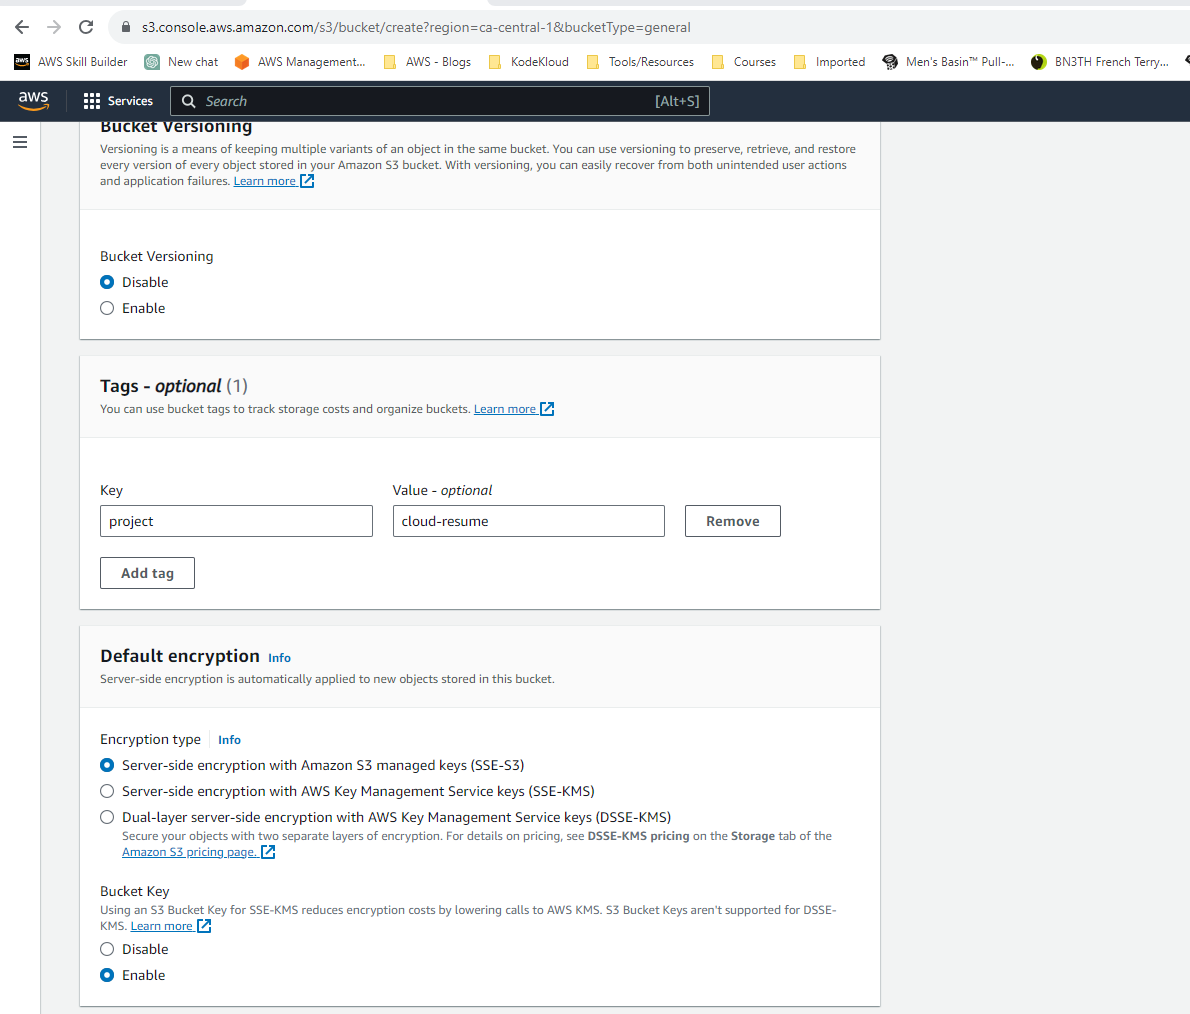 s3.console.aws.amazon.com/s3/bucket/create?region=ca-central-1&bucketType=general
aws AWS Skill Builder New chat AWS Management... AWS - Blogs KodeKloud Tools/Resources Courses Imported Men's Basin™ Pull-... BN3TH French Terry...
aws Services Search [Alt+S]
Bucket Versioning
Versioning is a means of keeping multiple variants of an object in the same bucket. You can use versioning to preserve, retrieve, and restore
every version of every object stored in your Amazon S3 bucket. With versioning, you can easily recover from both unintended user actions
and application failures. Learn more
Bucket Versioning
Disable
Enable
Tags - optional (1)
You can use bucket tags to track storage costs and organize buckets. Learn more
Key Value - optional
project cloud-resume Remove
Add tag
Default encryption Info
Server-side encryption is automatically applied to new objects stored in this bucket.
Encryption type Info
Server-side encryption with Amazon S3 managed keys (SSE-S3)
Server-side encryption with AWS Key Management Service keys (SSE-KMS)
Dual-layer server-side encryption with AWS Key Management Service keys (DSSE-KMS)
Secure your objects with two separate layers of encryption. For details on pricing, see DSSE-KMS pricing on the Storage tab of the
Amazon S3 pricing page.
Bucket Key
Using an S3 Bucket Key for SSE-KMS reduces encryption costs by lowering calls to AWS KMS. S3 Bucket Keys aren't supported for DSSE-
KMS. Learn more
Disable
Enable